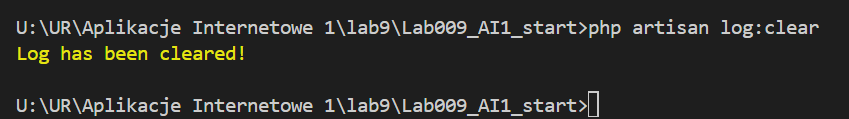 U:\UR\Aplikacje Internetowe 1\lab9\Lab009_AI1_start>php artisan log:clear
Log has been cleared!
U:\UR\Aplikacje Internetowe 1\lab9\Lab009_AI1_start>